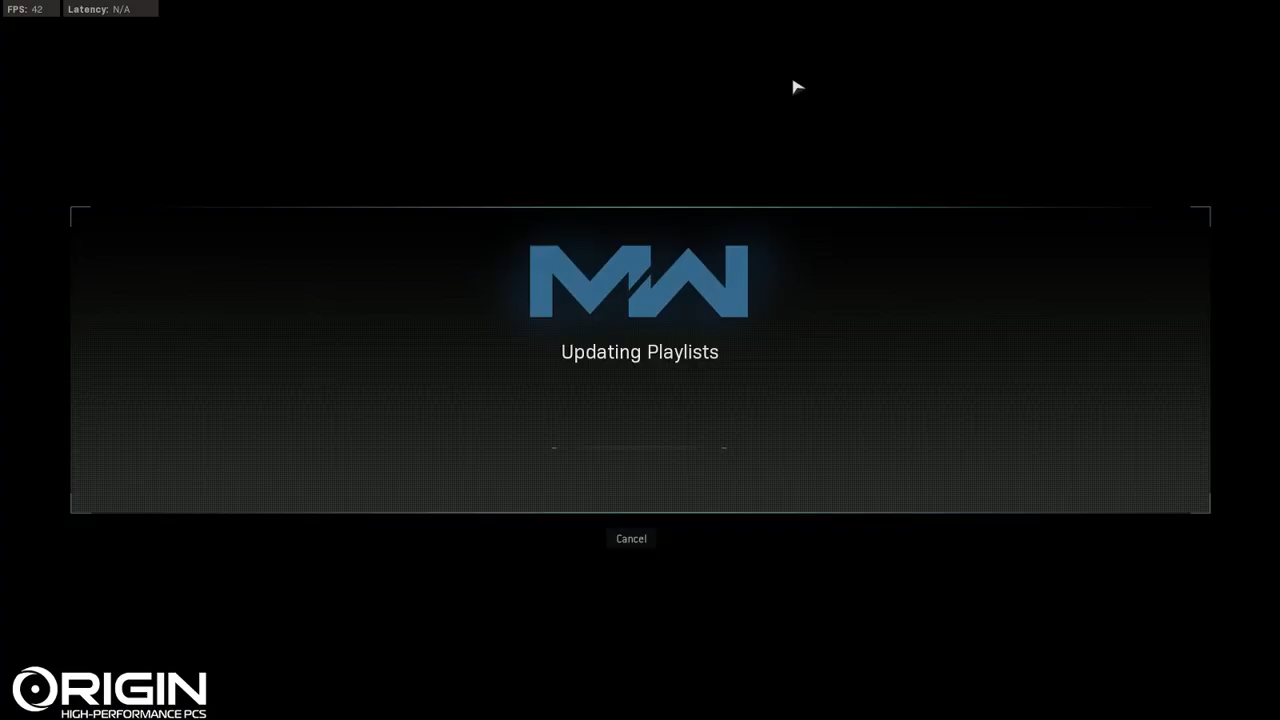 FPS: 42 Latency: N/A
MW
Updating Playlists
Cancel
ORIGIN
HIGH-PERFORMANCE PCS